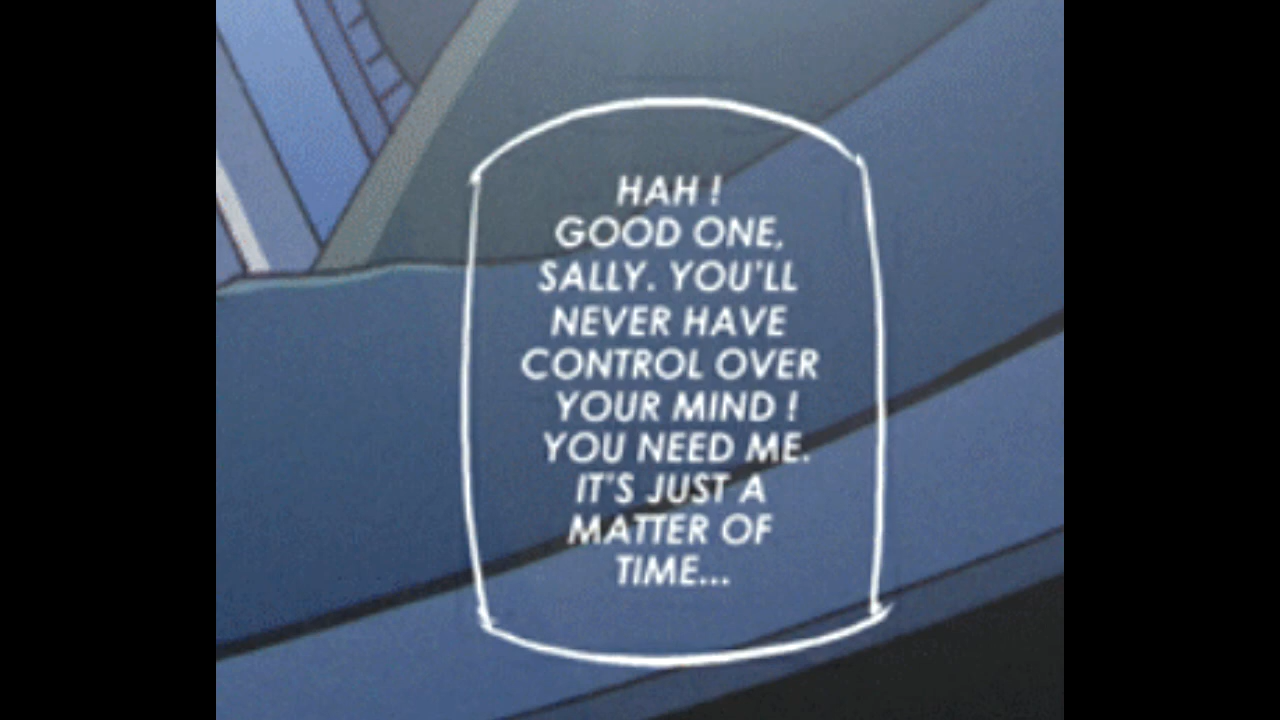 HAH !
GOOD ONE,
SALLY. YOU'LL
NEVER HAVE
CONTROL OVER
YOUR MIND !
YOU NEED ME.
IT'S JUST A
MATTER OF
TIME...